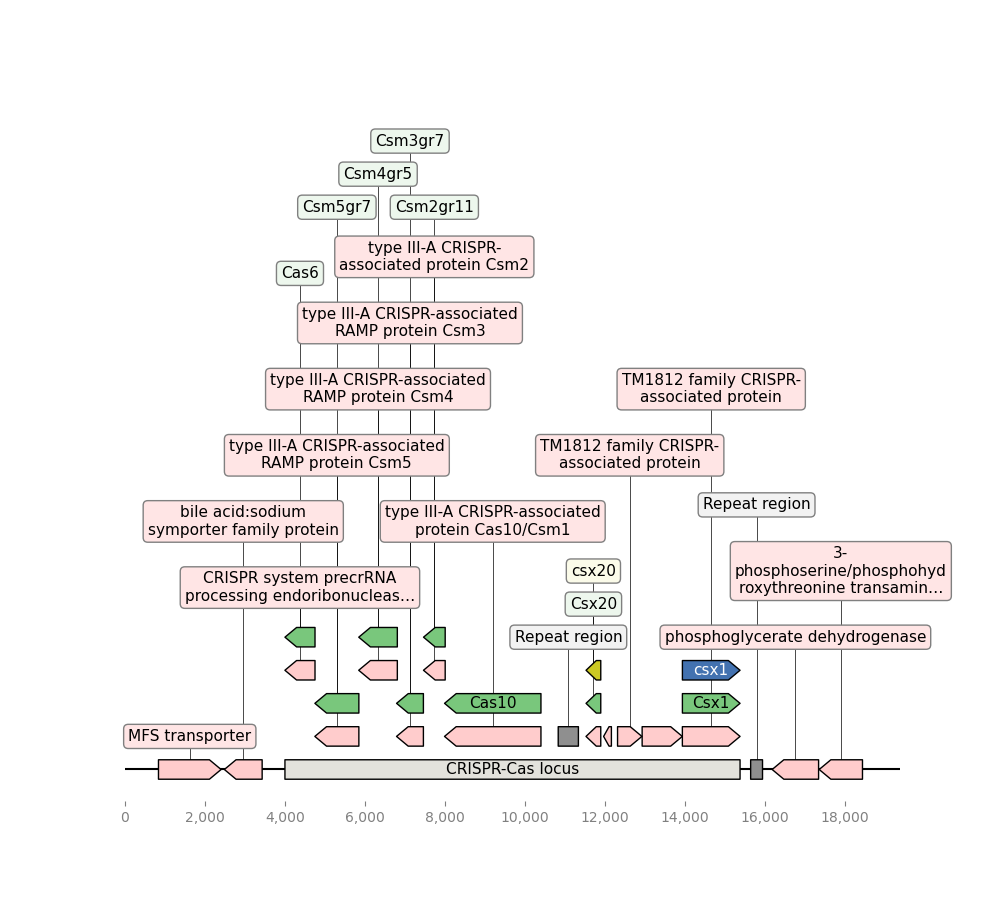 Csm3gr7
Csm4gr5
Csm5gr7
Csm2gr11
type III-A CRISPR-
associated protein Csm2
Cas6
type III-A CRISPR-associated
RAMP protein Csm3
type III-A CRISPR-associated
RAMP protein Csm4
TM1812 family CRISPR-
associated protein
type III-A CRISPR-associated
RAMP protein Csm5
TM1812 family CRISPR-
associated protein
Repeat region
bile acid:sodium
symporter family protein
type III-A CRISPR-associated
protein Cas10/Csm1
3-
phosphoserine/phosphohyd
roxythreonine transamin...
csx20
CRISPR system precrRNA
processing endoribonucleas...
Csx20
Repeat region
phosphoglycerate dehydrogenase
csx1
Cas10
Csx1
MFS transporter
CRISPR-Cas locus
0 2,000 4,000 6,000 8,000 10,000 12,000 14,000 16,000 18,000